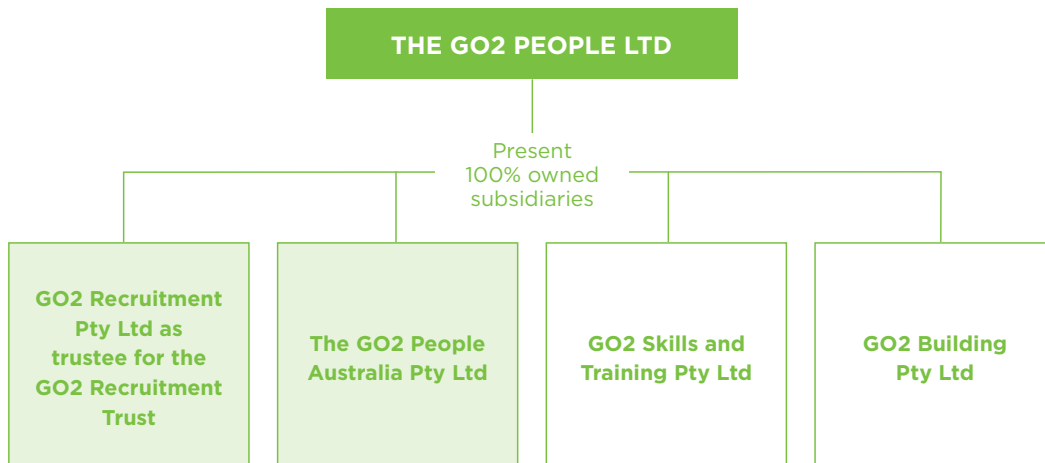 THE GO2 PEOPLE LTD
Present
100% owned
subsidiaries
GO2 Recruitment
Pty Ltd as
trustee for the
GO2 Recruitment
Trust
The GO2 People
Australia Pty Ltd
GO2 Skills and
Training Pty Ltd
GO2 Building
Pty Ltd